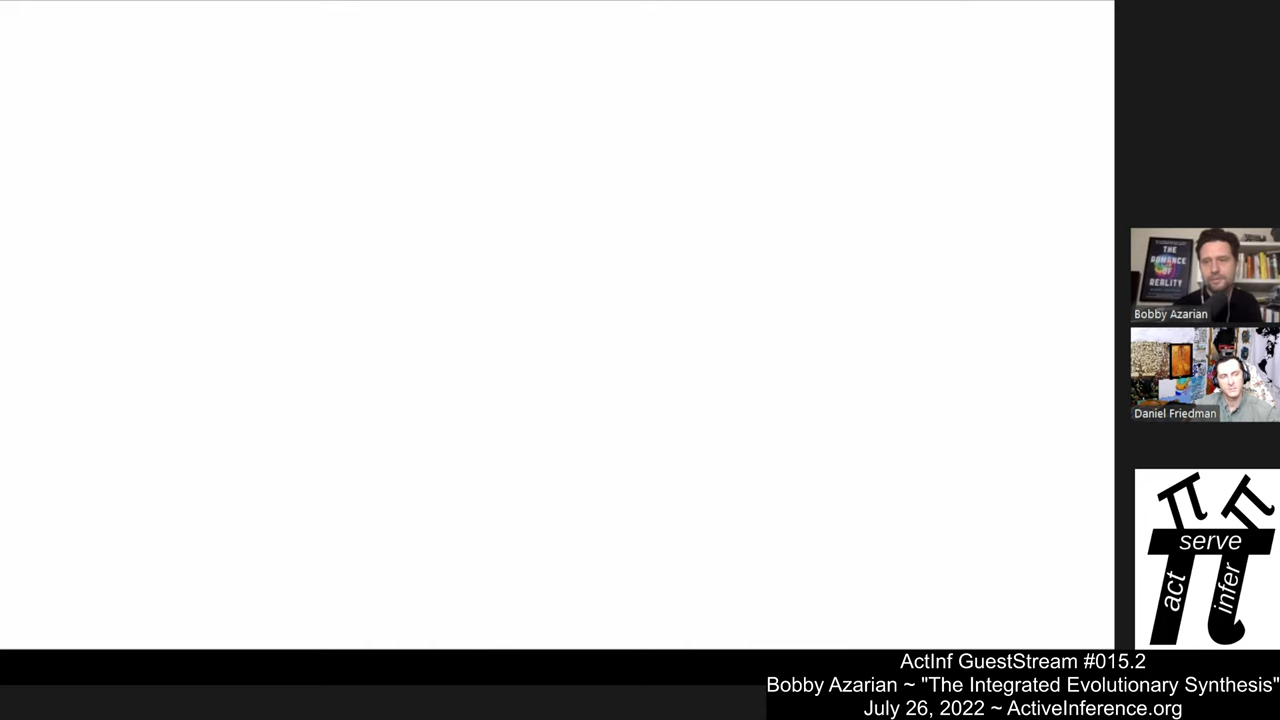 THE
ROMANCE
OF
REALITY
Bobby Azarian
Daniel Friedman
serve
act
infer
ActInf GuestStream #015.2
Bobby Azarian ~ "The Integrated Evolutionary Synthesis"
July 26, 2022 ~ ActiveInference.org